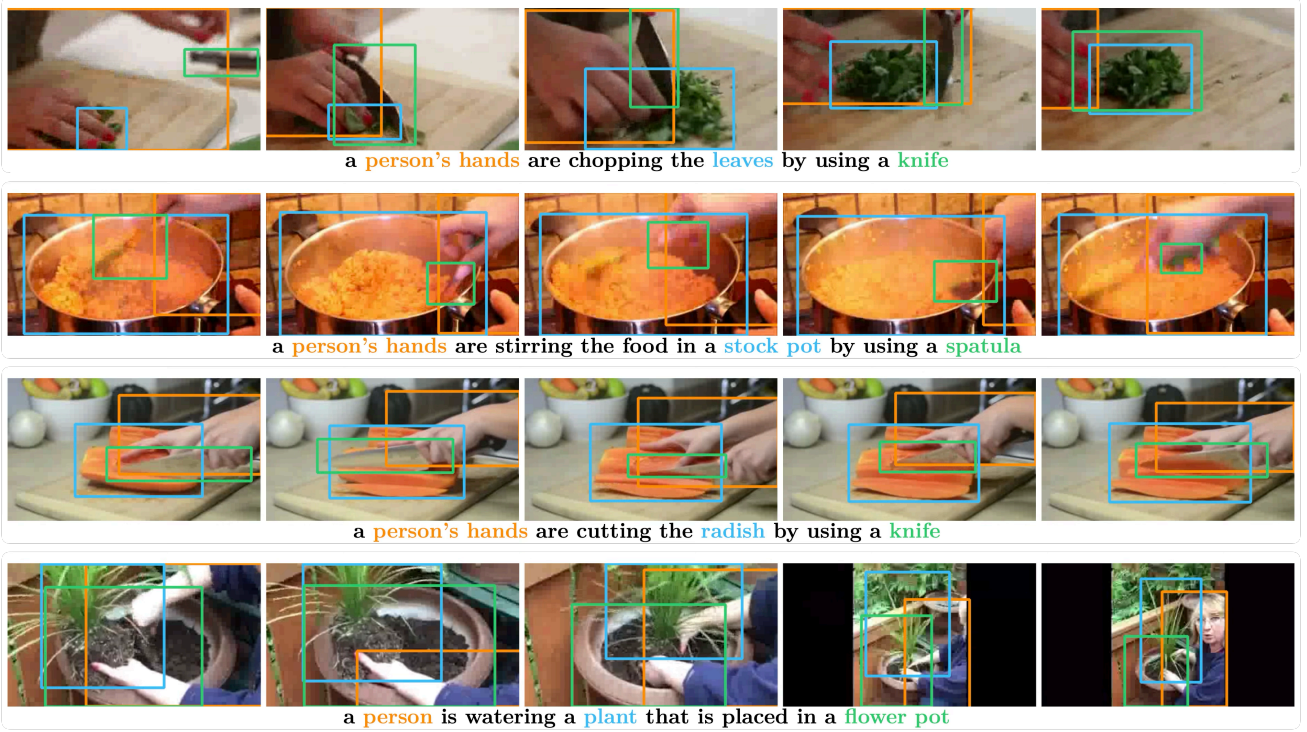 a person's hands are chopping the leaves by using a knife
a person's hands are stirring the food in a stock pot by using a spatula
a person's hands are cutting the radish by using a knife
a person is watering a plant that is placed in a flower pot